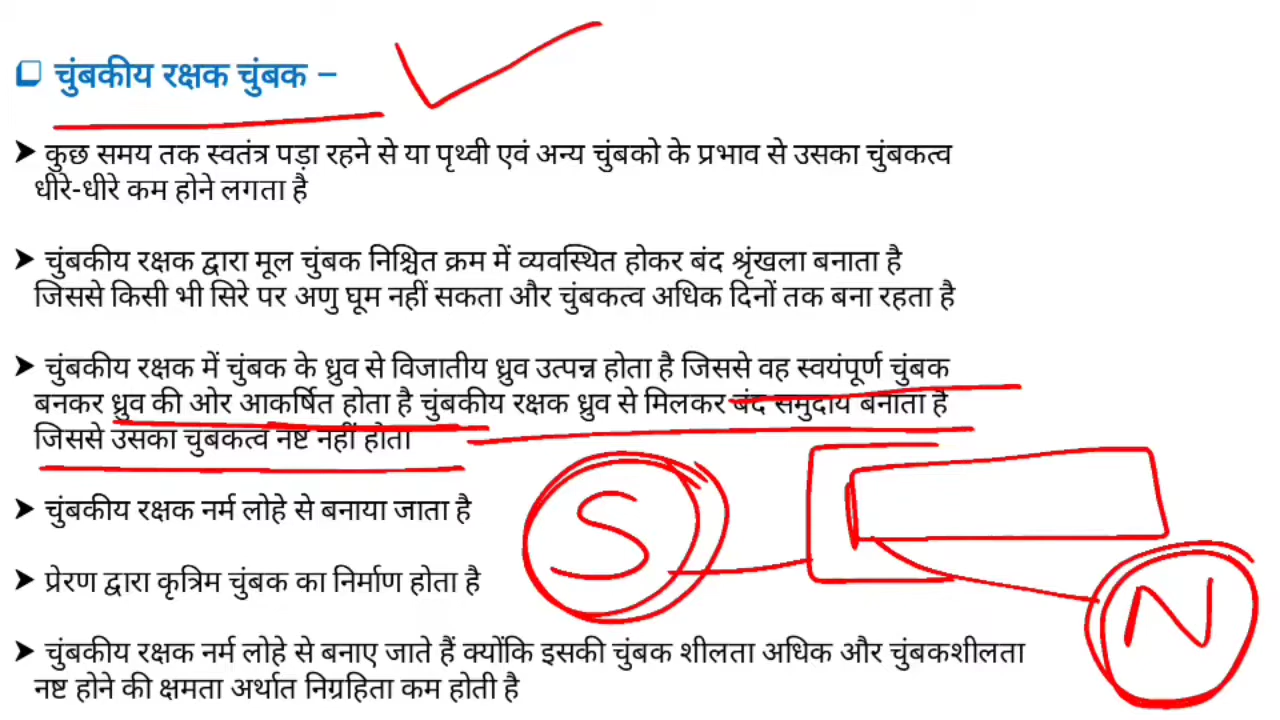 ❑ चुंबकीय रक्षक चुंबक –
➤ कुछ समय तक स्वतंत्र पड़ा रहने से या पृथ्वी एवं अन्य चुंबको के प्रभाव से उसका चुंबकत्व
धीरे-धीरे कम होने लगता है
➤ चुंबकीय रक्षक द्वारा मूल चुंबक निश्चित क्रम में व्यवस्थित होकर बंद श्रृंखला बनाता है
जिससे किसी भी सिरे पर अणु घूम नहीं सकता और चुंबकत्व अधिक दिनों तक बना रहता है
➤ चुंबकीय रक्षक में चुंबक के ध्रुव से विजातीय ध्रुव उत्पन्न होता है जिससे वह स्वयंपूर्ण चुंबक
बनकर ध्रुव की ओर आकर्षित होता है चुंबकीय रक्षक ध्रुव से मिलकर बंद समुदाय बनाता है
जिससे उसका चुंबकत्व नष्ट नहीं होता
➤ चुंबकीय रक्षक नर्म लोहे से बनाया जाता है
➤ प्रेरण द्वारा कृत्रिम चुंबक का निर्माण होता है
➤ चुंबकीय रक्षक नर्म लोहे से बनाए जाते हैं क्योंकि इसकी चुंबक शीलता अधिक और चुंबकशीलता
नष्ट होने की क्षमता अर्थात निग्रहिता कम होती है
S
N